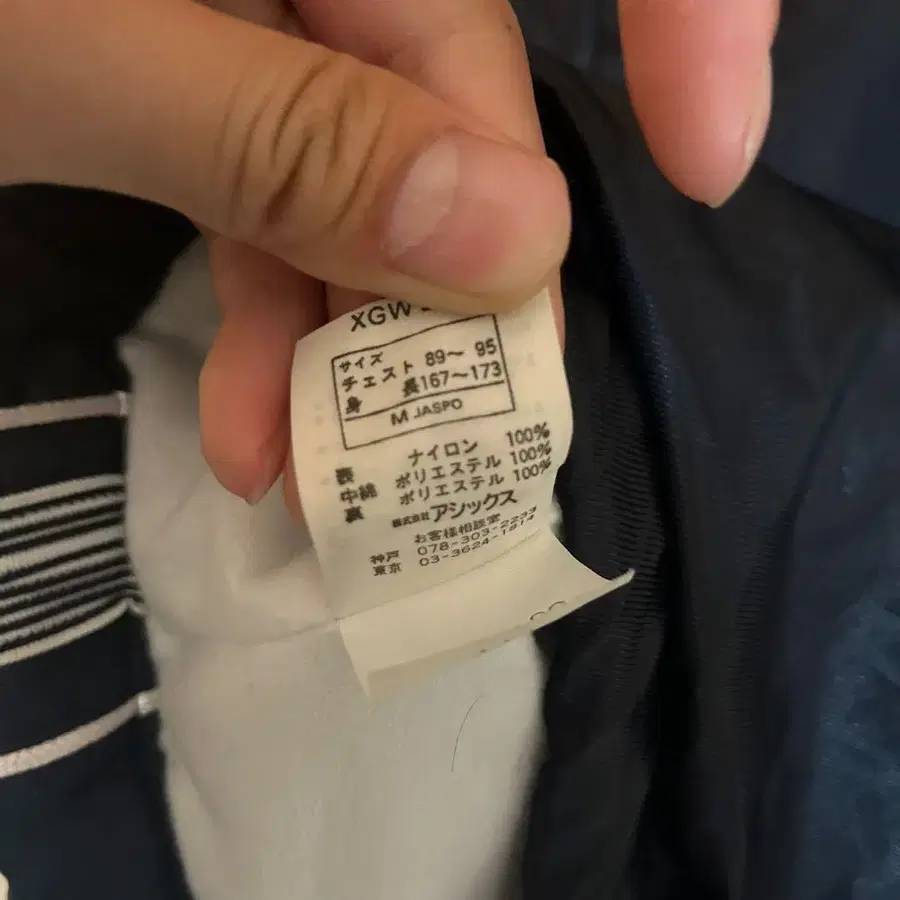 XGW
サイズ
チェスト 89～ 95
身 長167～173
M JASPO
表 ナイロン 100%
中綿 ポリエステル 100%
裏 ポリエステル 100%
株式会社アシックス
お客様相談室
神戸 078-303-2233
東京 03-3624-1814